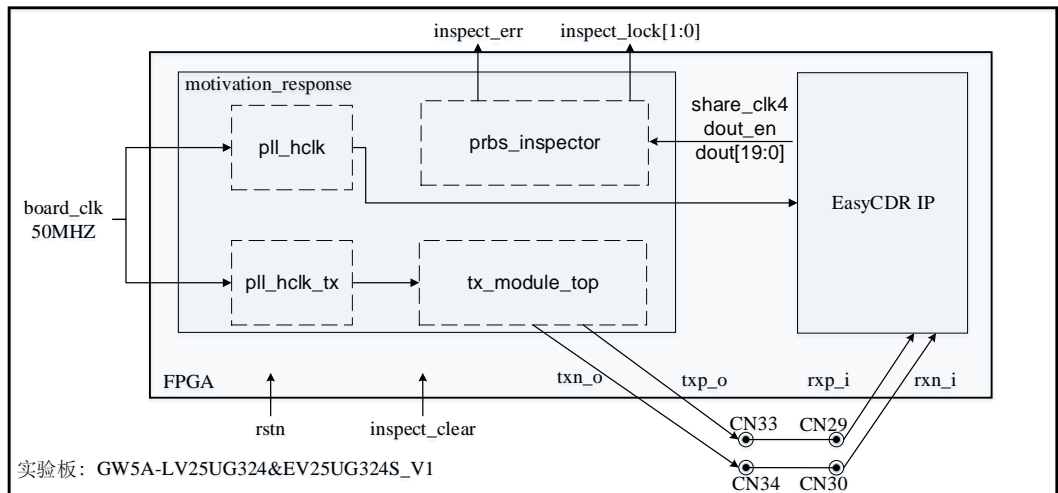 inspect_err
inspect_lock[1:0]
motivation_response
pll_hclk
prbs_inspector
share_clk4
dout_en
dout[19:0]
EasyCDR IP
board_clk
50MHZ
pll_hclk_tx
tx_module_top
FPGA
txn_o
txp_o
rxp_i
rxn_i
rstn
inspect_clear
CN33
CN29
CN34
CN30
实验板：GW5A-LV25UG324&EV25UG324S_V1